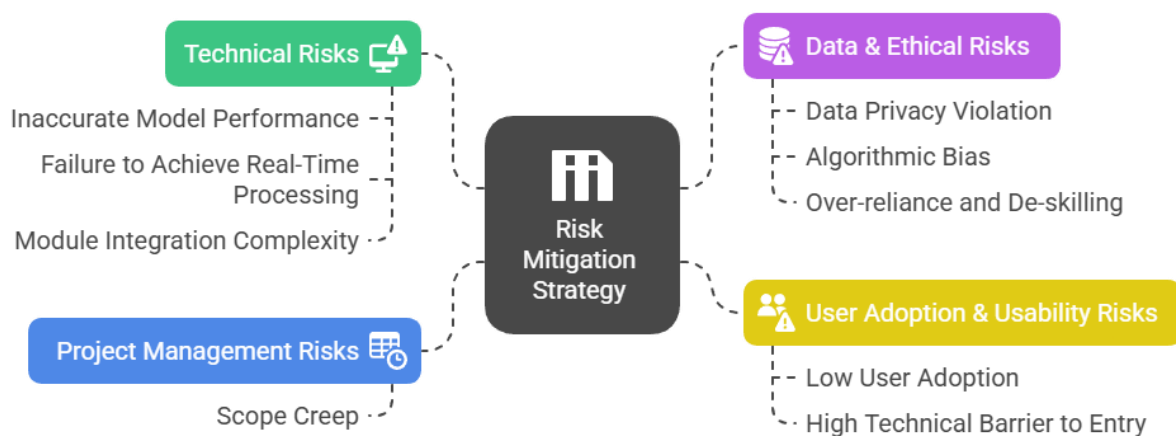 Technical Risks
Inaccurate Model Performance
Failure to Achieve Real-Time
Processing
Module Integration Complexity
Project Management Risks
Scope Creep
Risk
Mitigation
Strategy
Data & Ethical Risks
Data Privacy Violation
Algorithmic Bias
Over-reliance and De-skilling
User Adoption & Usability Risks
Low User Adoption
High Technical Barrier to Entry